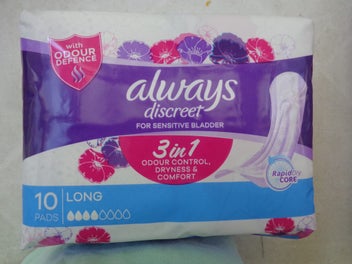 with
ODOUR
DEFENCE
always
discreet
FOR SENSITIVE BLADDER
3 in 1
ODOUR CONTROL,
DRYNESS &
COMFORT
RapidDry
CORE
10
PADS
LONG